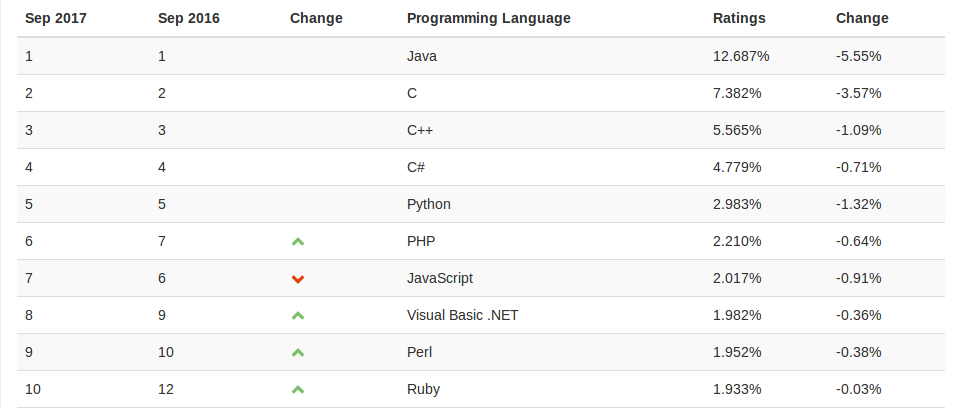 Sep 2017 Sep 2016 Change Programming Language Ratings Change
1 1 Java 12.687% -5.55%
2 2 C 7.382% -3.57%
3 3 C++ 5.565% -1.09%
4 4 C# 4.779% -0.71%
5 5 Python 2.983% -1.32%
6 7 PHP 2.210% -0.64%
7 6 JavaScript 2.017% -0.91%
8 9 Visual Basic .NET 1.982% -0.36%
9 10 Perl 1.952% -0.38%
10 12 Ruby 1.933% -0.03%